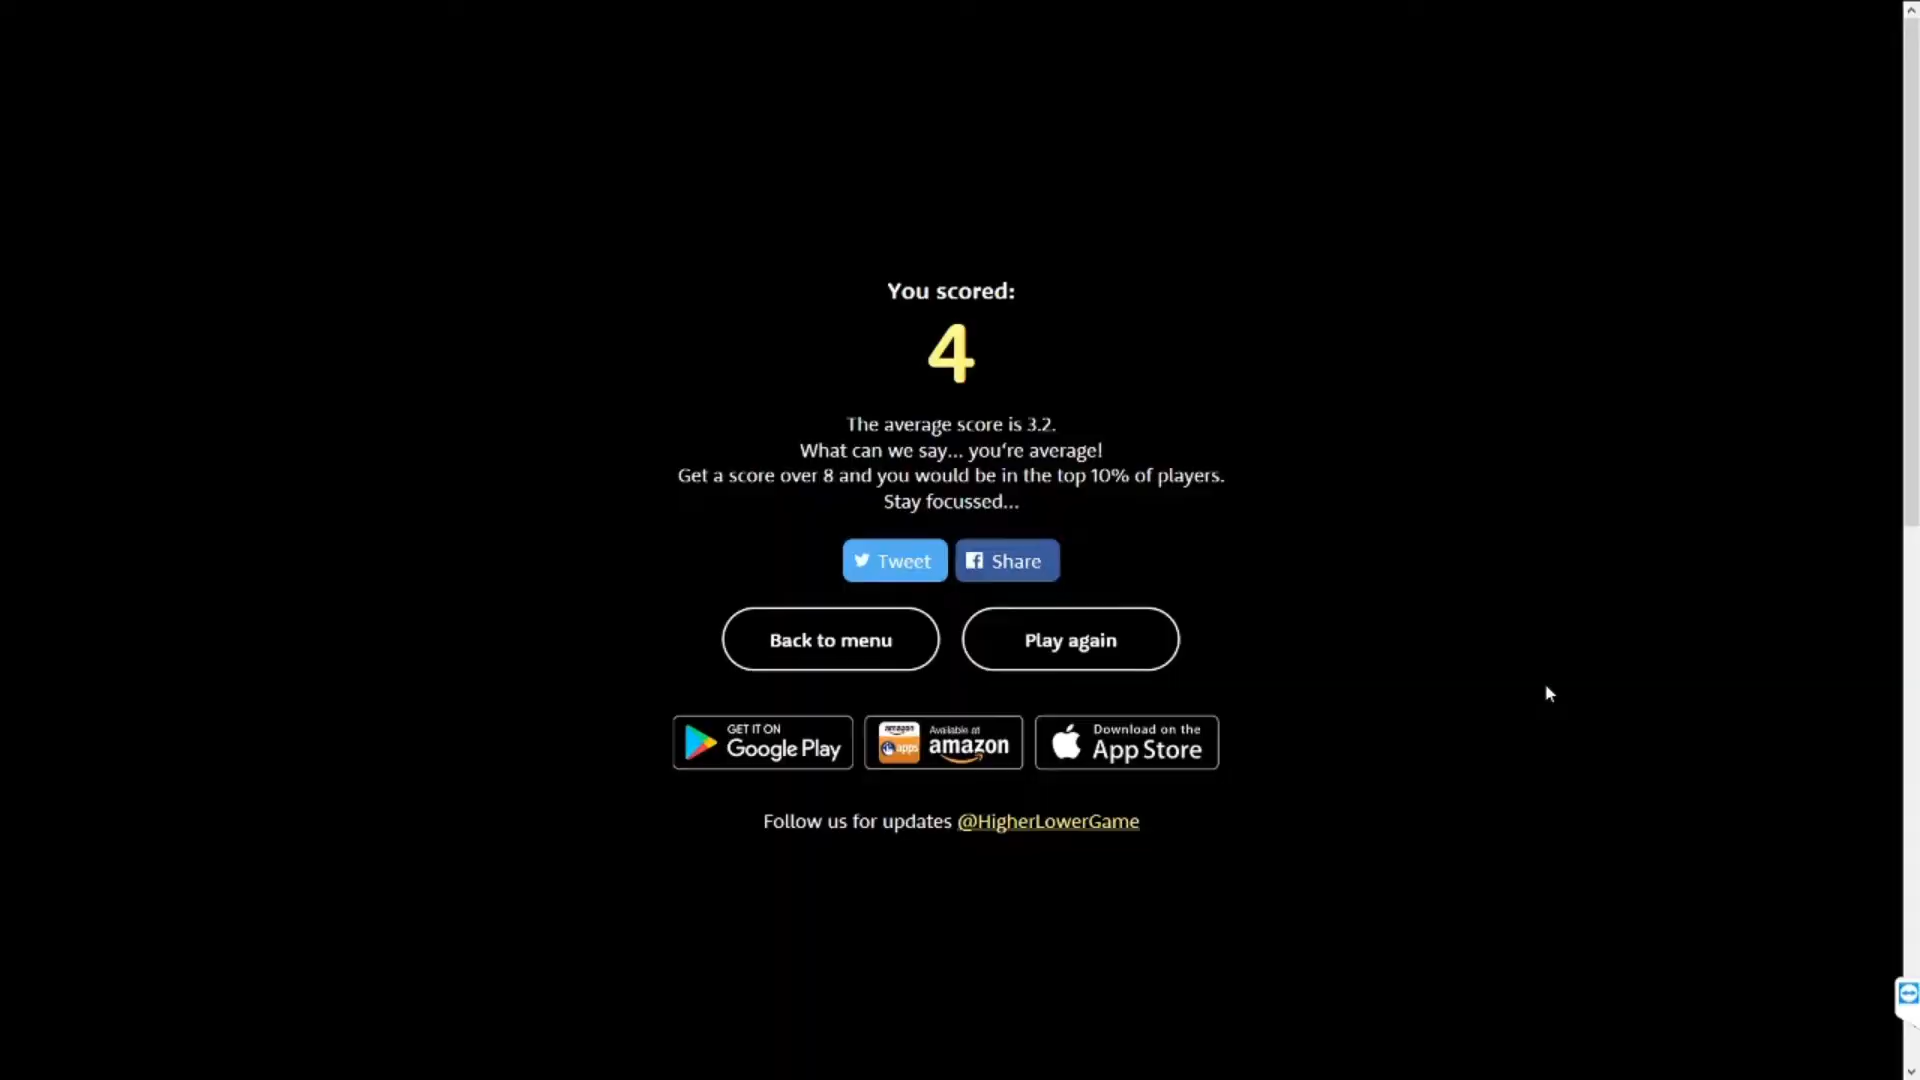 You scored:
4
The average score is 3.2.
What can we say... you're average!
Get a score over 8 and you would be in the top 10% of players.
Stay focussed...
Tweet
Share
Back to menu
Play again
GET IT ON
Google Play
amazon
apps
Available at
amazon
Download on the
App Store
Follow us for updates @HigherLowerGame